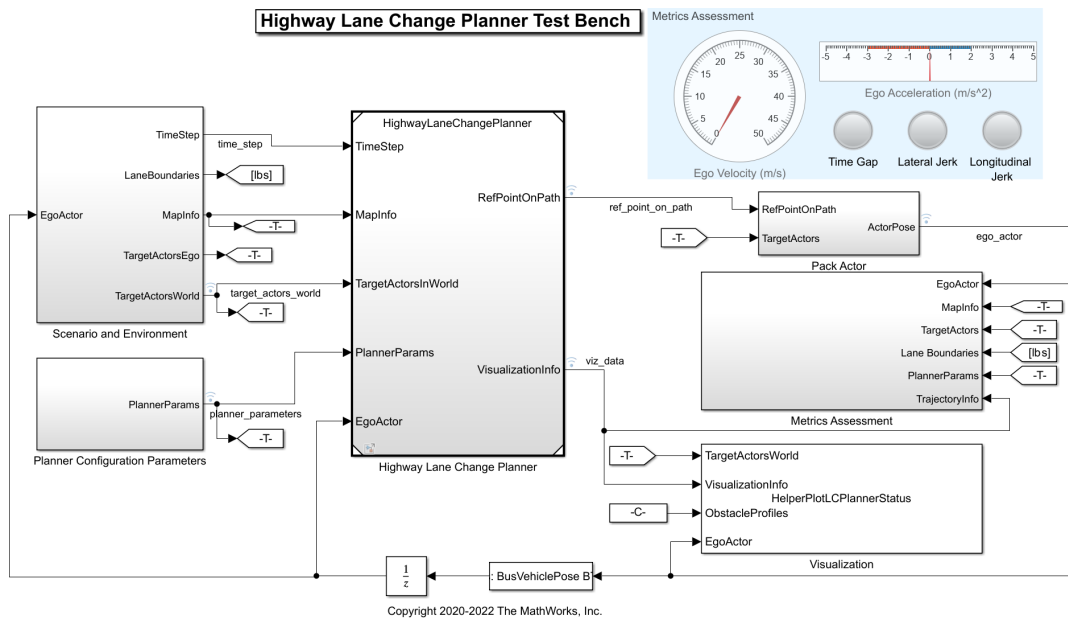 Highway Lane Change Planner Test Bench
Metrics Assessment
0
5
10
15
20
25
30
35
40
45
50
Ego Velocity (m/s)
-5 -4 -3 -2 -1 0 1 2 3 4 5
Ego Acceleration (m/s^2)
Time Gap
Lateral Jerk
Longitudinal
Jerk
EgoActor
TimeStep
LaneBoundaries
MapInfo
TargetActorsEgo
TargetActorsWorld
Scenario and Environment
time_step
[lbs]
-T-
-T-
target_actors_world
-T-
PlannerParams
Planner Configuration Parameters
planner_parameters
-T-
HighwayLaneChangePlanner
TimeStep
MapInfo
TargetActorsInWorld
PlannerParams
EgoActor
RefPointOnPath
VisualizationInfo
Highway Lane Change Planner
ref_point_on_path
-T-
viz_data
RefPointOnPath
TargetActors
ActorPose
Pack Actor
ego_actor
EgoActor
MapInfo
TargetActors
Lane Boundaries
PlannerParams
TrajectoryInfo
-T-
-T-
[lbs]
-T-
Metrics Assessment
-T-
-C-
TargetActorsWorld
VisualizationInfo
HelperPlotLCPlannerStatus
ObstacleProfiles
EgoActor
Visualization
1
z
: BusVehiclePose B
Copyright 2020-2022 The MathWorks, Inc.